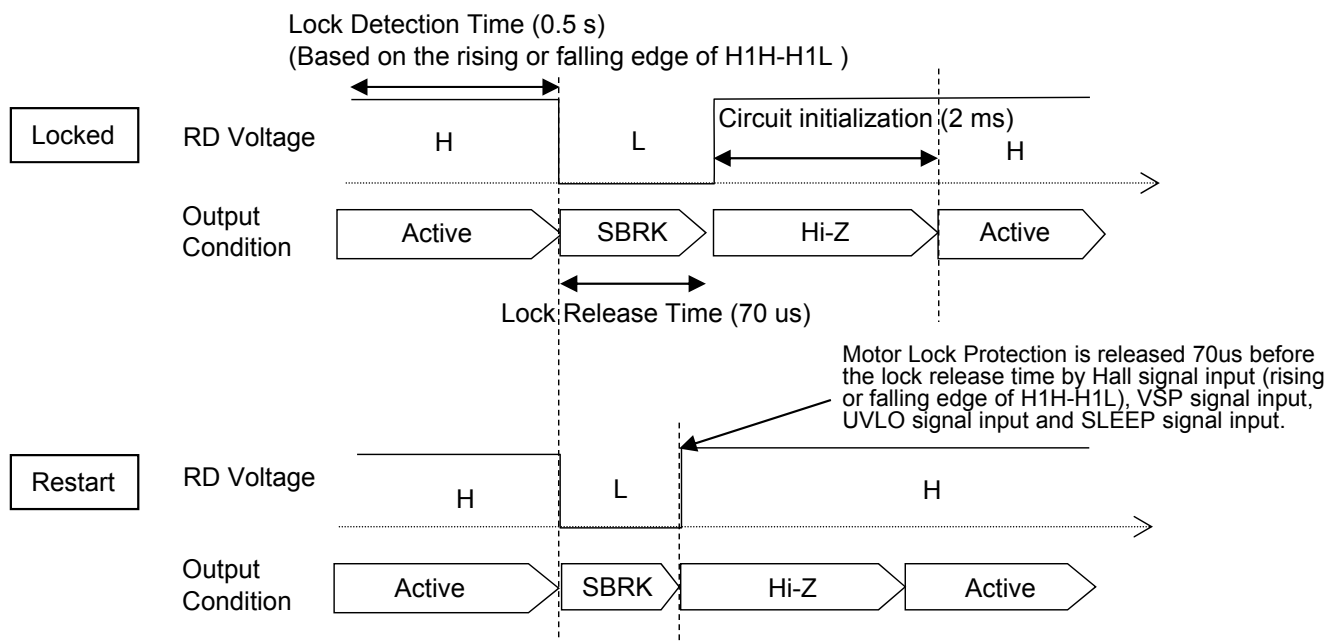 Lock Detection Time (0.5 s)
(Based on the rising or falling edge of H1H-H1L )
Locked
RD Voltage
H
L
Circuit initialization (2 ms)
H
Output
Condition
Active
SBRK
Hi-Z
Active
Lock Release Time (70 us)
Motor Lock Protection is released 70us before
the lock release time by Hall signal input (rising
or falling edge of H1H-H1L), VSP signal input,
UVLO signal input and SLEEP signal input.
Restart
RD Voltage
H
L
H
Output
Condition
Active
SBRK
Hi-Z
Active